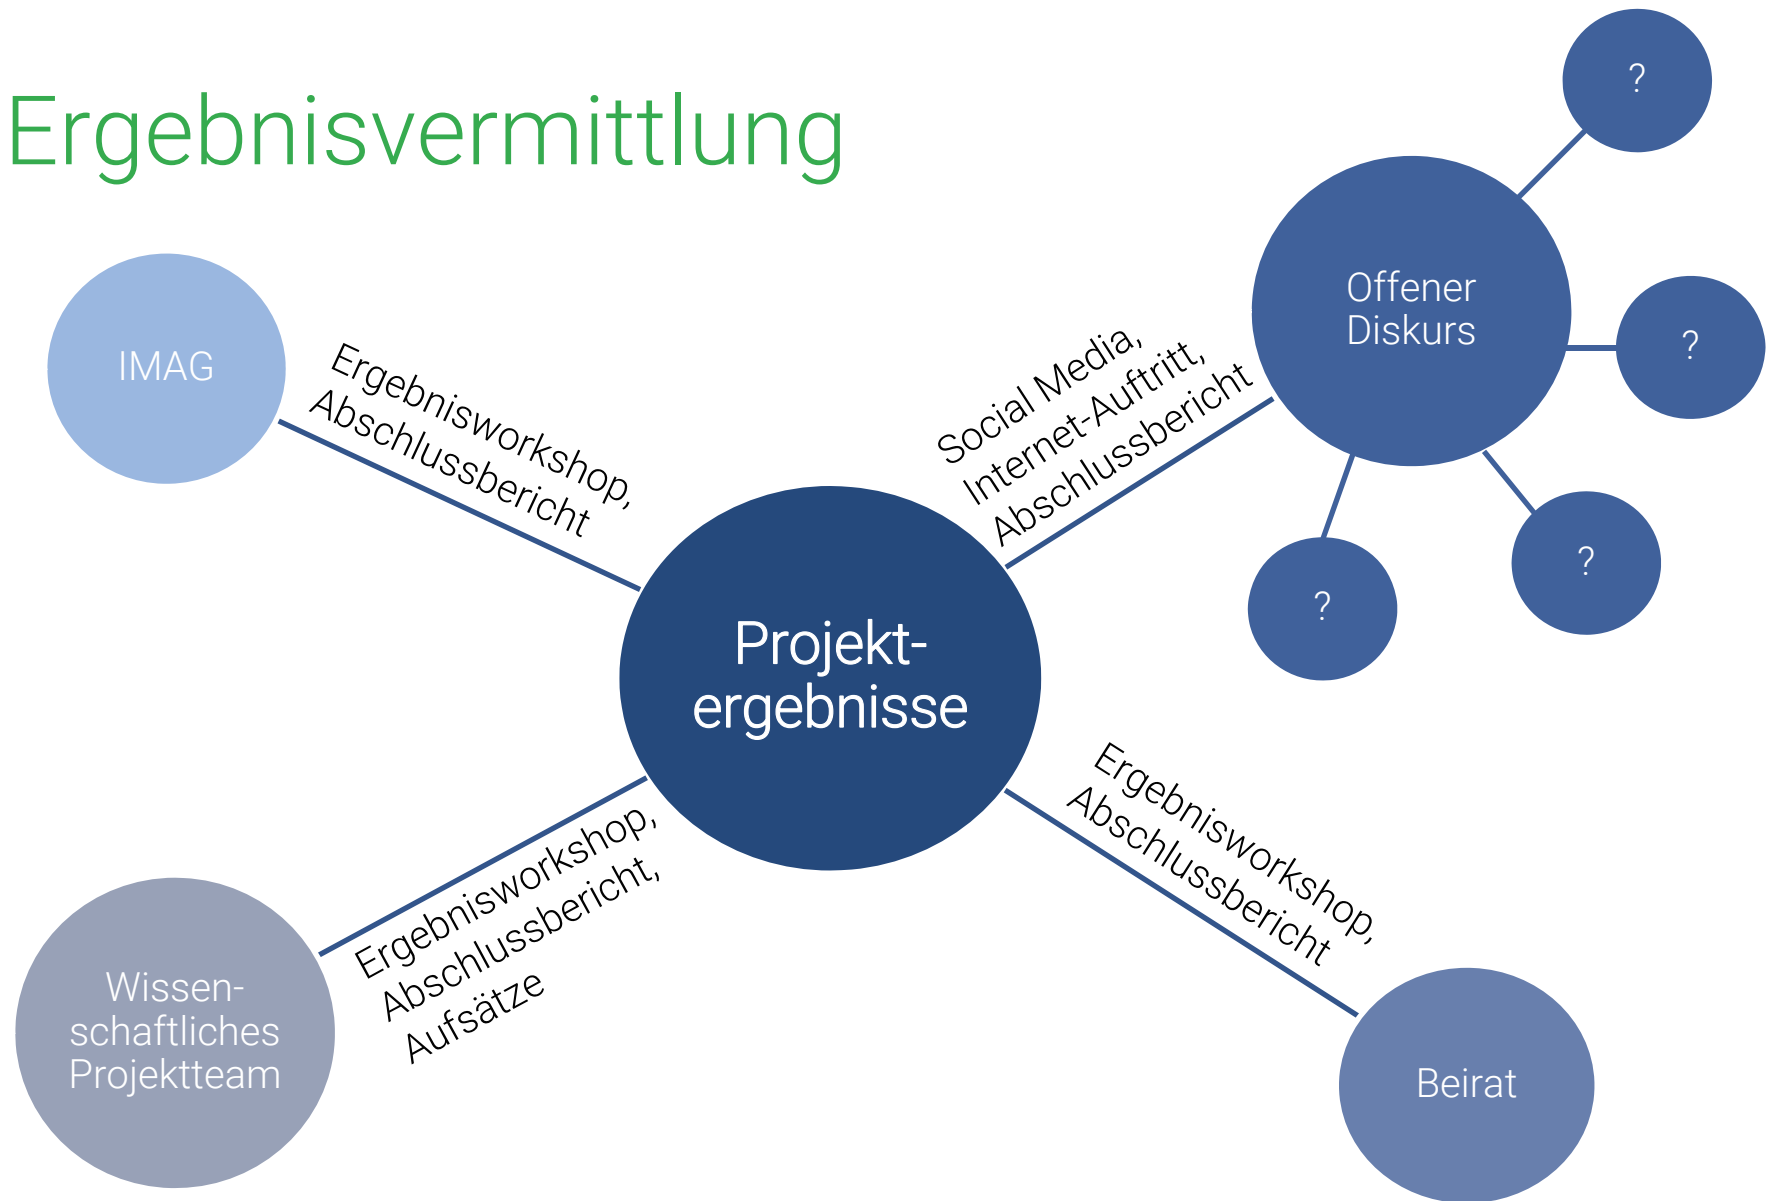 Ergebnisvermittlung
?
Offener
Diskurs
?
?
?
IMAG
Ergebnisworkshop,
Abschlussbericht
Social Media,
Internet-Auftritt,
Abschlussbericht
Projekt-
ergebnisse
Ergebnisworkshop,
Abschlussbericht,
Aufsätze
Ergebnisworkshop,
Abschlussbericht
Wissen-
schaftliches
Projektteam
Beirat